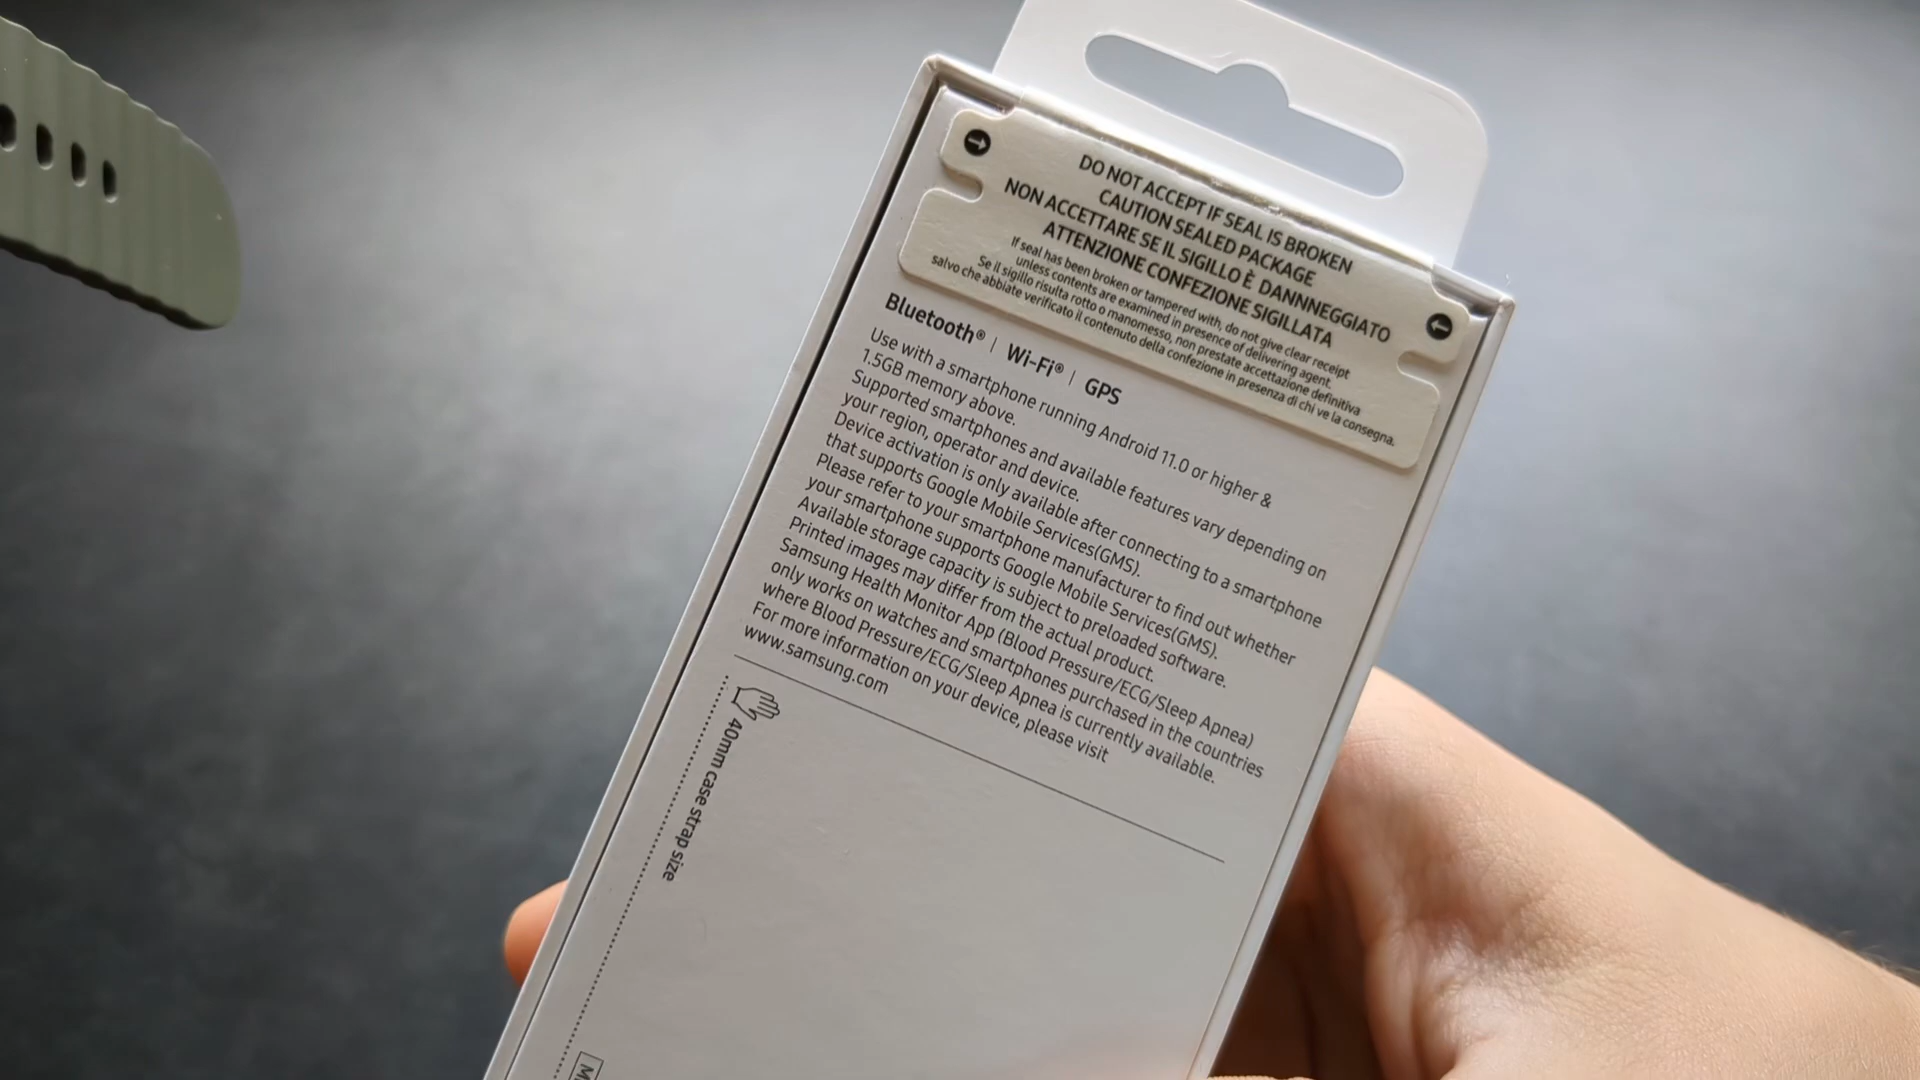 DO NOT ACCEPT IF SEAL IS BROKEN
CAUTION SEALED PACKAGE
NON ACCETTARE SE IL SIGILLO È DANNNEGGIATO
ATTENZIONE CONFEZIONE SIGILLATA
If seal has been broken or tampered with, do not give clear receipt
unless contents are examined in presence of delivering agent.
Se il sigillo risulta rotto o manomesso, non prestate accettazione definitiva
salvo che abbiate verificato il contenuto della confezione in presenza di chi ve la consegna.
Bluetooth® | Wi-Fi® | GPS
Use with a smartphone running Android 11.0 or higher &
1.5GB memory above.
Supported smartphones and available features vary depending on
your region, operator and device.
Device activation is only available after connecting to a smartphone
that supports Google Mobile Services(GMS).
Please refer to your smartphone manufacturer to find out whether
your smartphone supports Google Mobile Services(GMS).
Available storage capacity is subject to preloaded software.
Printed images may differ from the actual product.
Samsung Health Monitor App (Blood Pressure/ECG/Sleep Apnea)
only works on watches and smartphones purchased in the countries
where Blood Pressure/ECG/Sleep Apnea is currently available.
For more information on your device, please visit
www.samsung.com
40mm case strap size